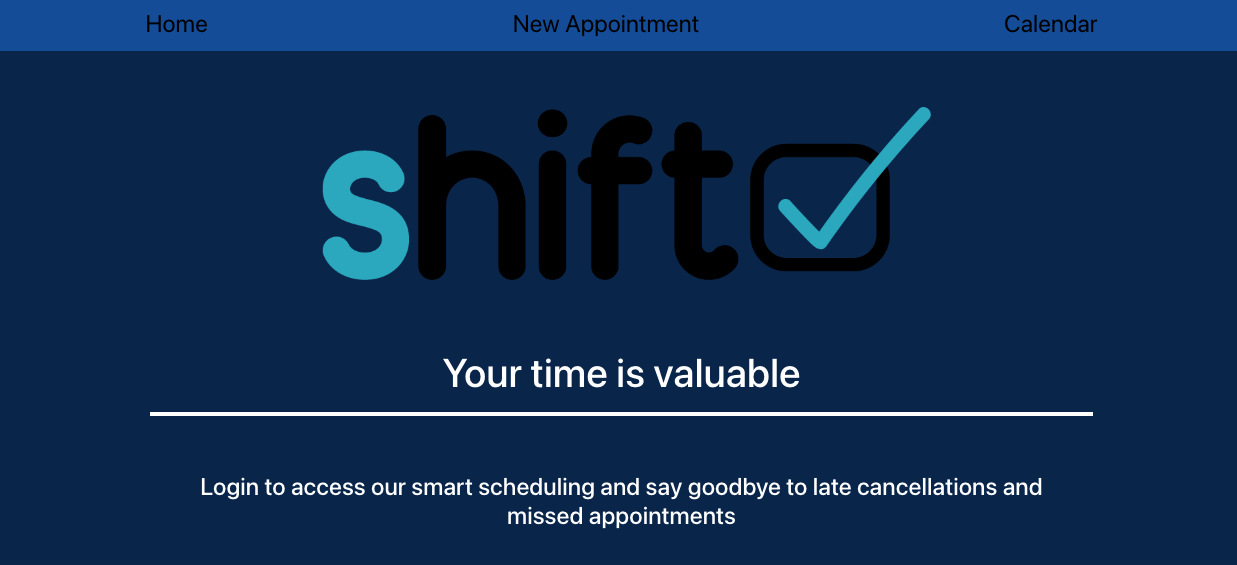 Home New Appointment Calendar
shift
Your time is valuable
Login to access our smart scheduling and say goodbye to late cancellations and
missed appointments